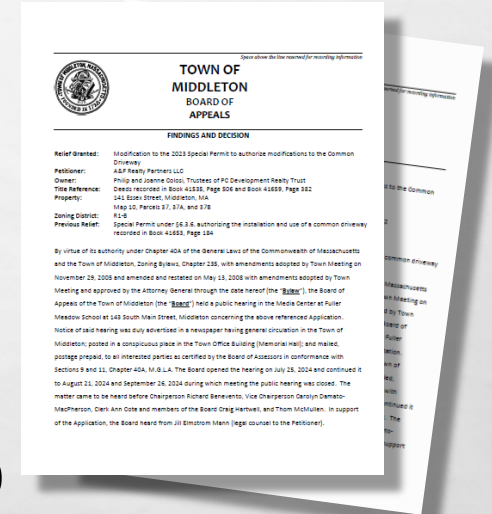 Space above the line reserved for recording information
TOWN OF
MIDDLETON
BOARD OF
APPEALS
FINDINGS AND DECISION
Relief Granted: Modification to the 2023 Special Permit to authorize modifications to the Common
Driveway
Petitioner: A&F Realty Partners LLC
Owner: Philip and Joanne Colosi, Trustees of PC Development Realty Trust
Title Reference: Deeds recorded in Book 41535, Page 506 and Book 41659, Page 382
Property: 141 Essex Street, Middleton, MA
Map 10, Parcels 37, 37A, and 37B
Zoning District: R1-B
Previous Relief: Special Permit under §6.3.6. authorizing the installation and use of a common driveway
recorded in Book 41653, Page 184
By virtue of its authority under Chapter 40A of the General Laws of the Commonwealth of Massachusetts
and the Town of Middleton, Zoning Bylaws, Chapter 235, with amendments adopted by Town Meeting on
November 29, 2005 and amended and restated on May 13, 2008 with amendments adopted by Town
Meeting and approved by the Attorney General through the date hereof (the "Bylaw"), the Board of
Appeals of the Town of Middleton (the "Board") held a public hearing in the Media Center at Fuller
Meadow School at 143 South Main Street, Middleton concerning the above referenced Application.
Notice of said hearing was duly advertised in a newspaper having general circulation in the Town of
Middleton; posted in a conspicuous place in the Town Office Building (Memorial Hall); and mailed,
postage prepaid, to all interested parties as certified by the Board of Assessors in conformance with
Sections 9 and 11, Chapter 40A, M.G.L.A. The Board opened the hearing on July 25, 2024 and continued it
to August 21, 2024 and September 26, 2024 during which meeting the public hearing was closed. The
matter came to be heard before Chairperson Richard Benevento, Vice Chairperson Carolyn Damato-
MacPherson, Clerk Ann Cote and members of the Board Craig Hartwell, and Thom McMullen. In support
of the Application, the Board heard from Jill Elmstrom Mann (legal counsel to the Petitioner).